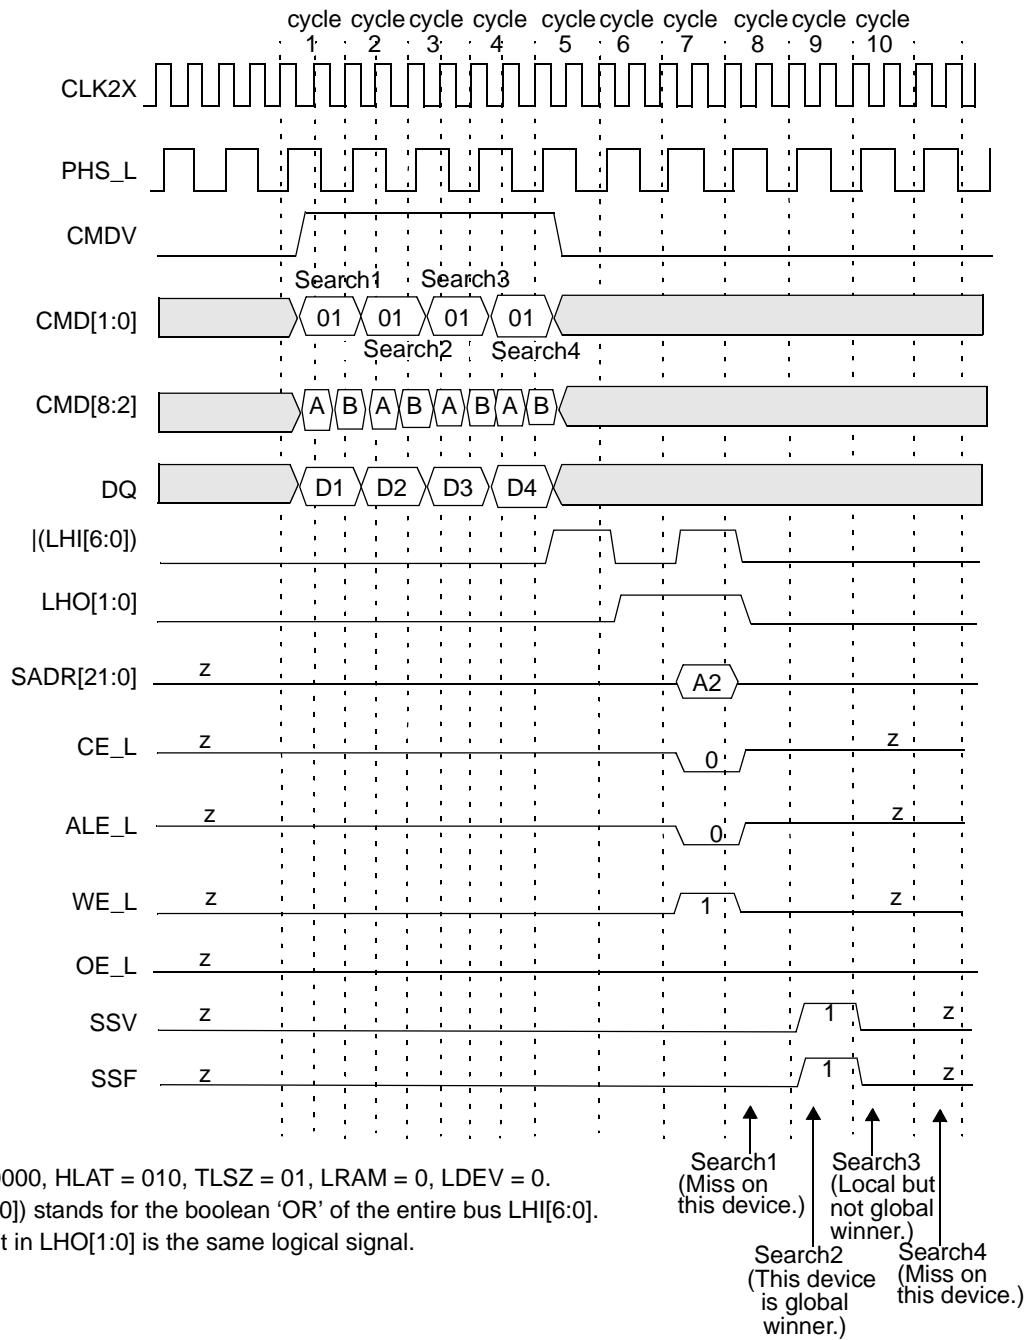 cycle cycle cycle cycle cycle cycle cycle cycle cycle cycle
1 2 3 4 5 6 7 8 9 10
CLK2X
PHS_L
CMDV
Search1 Search3
CMD[1:0] 01 01 01 01
Search2 Search4
CMD[8:2] A B A B A B A B
DQ D1 D2 D3 D4
|(LHI[6:0])
LHO[1:0]
SADR[21:0] z A2
CE_L z 0 z
ALE_L z 0 z
WE_L z 1 z
OE_L z
SSV z 1 z
SSF z 1 z
Search1
(Miss on
this device.)
Search3
(Local but
not global
winner.)
Search2
(This device
is global
winner.)
Search4
(Miss on
this device.)
0000, HLAT = 010, TLSZ = 01, LRAM = 0, LDEV = 0.
0]) stands for the boolean ‘OR’ of the entire bus LHI[6:0].
t in LHO[1:0] is the same logical signal.